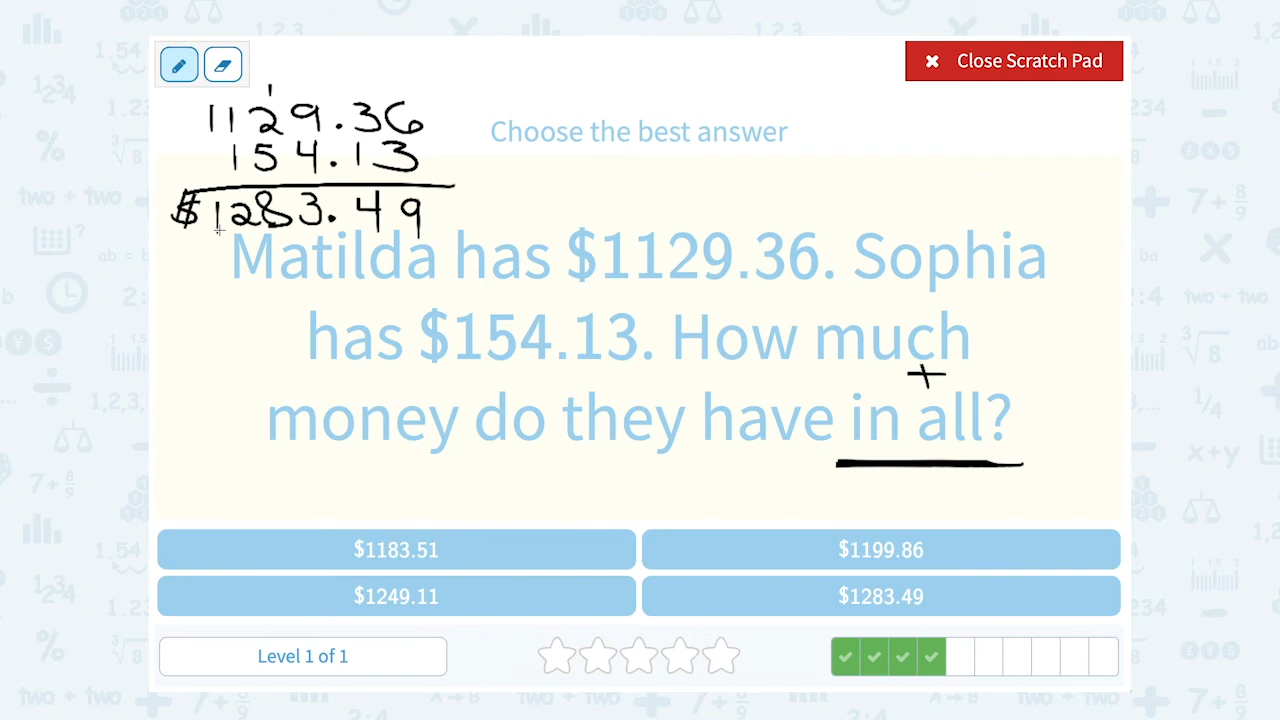 Close Scratch Pad
1
1129.36
154.13
$1283.49
Choose the best answer
Matilda has $1129.36. Sophia
has $154.13. How much
+
money do they have in all?
$1183.51
$1199.86
$1249.11
$1283.49
Level 1 of 1